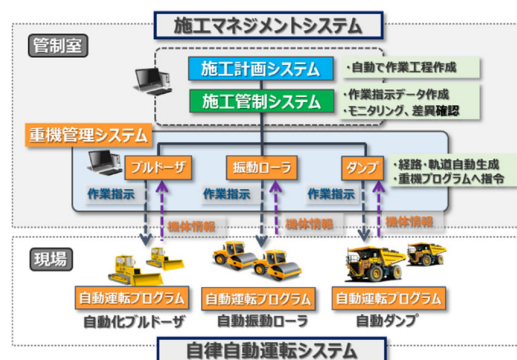 施工マネジメントシステム
管制室
施工計画システム
・自動で作業工程作成
施工管制システム
・作業指示データ作成
・モニタリング、差異確認
重機管理システム
ブルドーザ
振動ローラ
ダンプ
・経路・軌道自動生成
・重機プログラムへ指令
作業指示
作業指示
作業指示
機体情報
機体情報
機体情報
現場
自動運転プログラム
自動運転プログラム
自動運転プログラム
自動化ブルドーザ
自動振動ローラ
自動ダンプ
自律自動運転システム